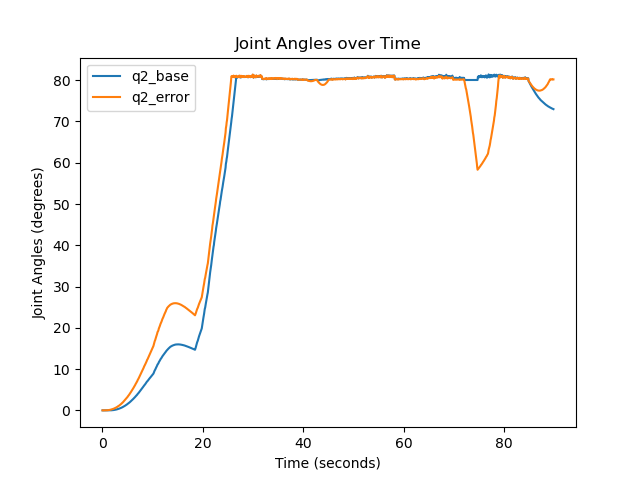 Joint Angles over Time
q2_base
q2_error
Joint Angles (degrees)
80
70
60
50
40
30
20
10
0
0 20 40 60 80
Time (seconds)